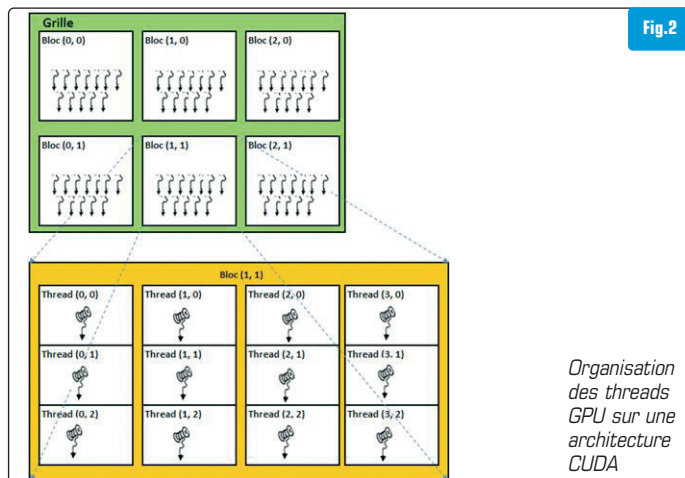 Fig.2
Grille
Bloc (0, 0)
Bloc (1, 0)
Bloc (2, 0)
Bloc (0, 1)
Bloc (1, 1)
Bloc (2, 1)
Bloc (1, 1)
Thread (0, 0)
Thread (1, 0)
Thread (2, 0)
Thread (3, 0)
Thread (0, 1)
Thread (1, 1)
Thread (2, 1)
Thread (3, 1)
Thread (0, 2)
Thread (1, 2)
Thread (2, 2)
Thread (3, 2)
Organisation
des threads
GPU sur une
architecture
CUDA